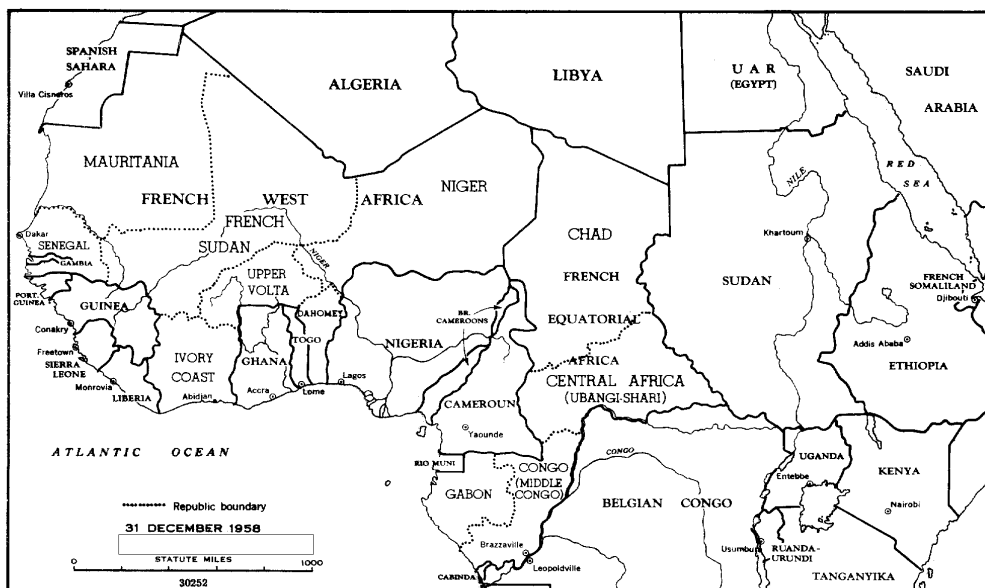 SPANISH
SAHARA
Villa Cisneros
ALGERIA
LIBYA
U A R
(EGYPT)
SAUDI
ARABIA
MAURITANIA
FRENCH WEST AFRICA
NIGER
NILE
RED
SEA
Dakar
SENEGAL
GAMBIA
FRENCH
SUDAN
NIGER
CHAD
Khartoum
PORT.
GUINEA
GUINEA
UPPER
VOLTA
DAHOMEY
FRENCH
SUDAN
FRENCH
SOMALILAND
Djibouti
Conakry
BR.
CAMEROONS
EQUATORIAL
Freetown
SIERRA
LEONE
IVORY
COAST
GHANA
TOGO
NIGERIA
AFRICA
Addis Ababa
ETHIOPIA
Monrovia
LIBERIA
Abidjan
Accra
Lome
Lagos
CENTRAL AFRICA
(UBANGI-SHARI)
CAMEROUN
Yaounde
ATLANTIC OCEAN
RIO MUNI
CONGO
(MIDDLE
CONGO)
CONGO
UGANDA
Entebbe
KENYA
GABON
BELGIAN CONGO
Nairobi
Republic boundary
31 DECEMBER 1958
Brazzaville
Usumbura
RUANDA-
URUNDI
STATUTE MILES
0 1000
Leopoldville
CABINDA
TANGANYIKA
30252